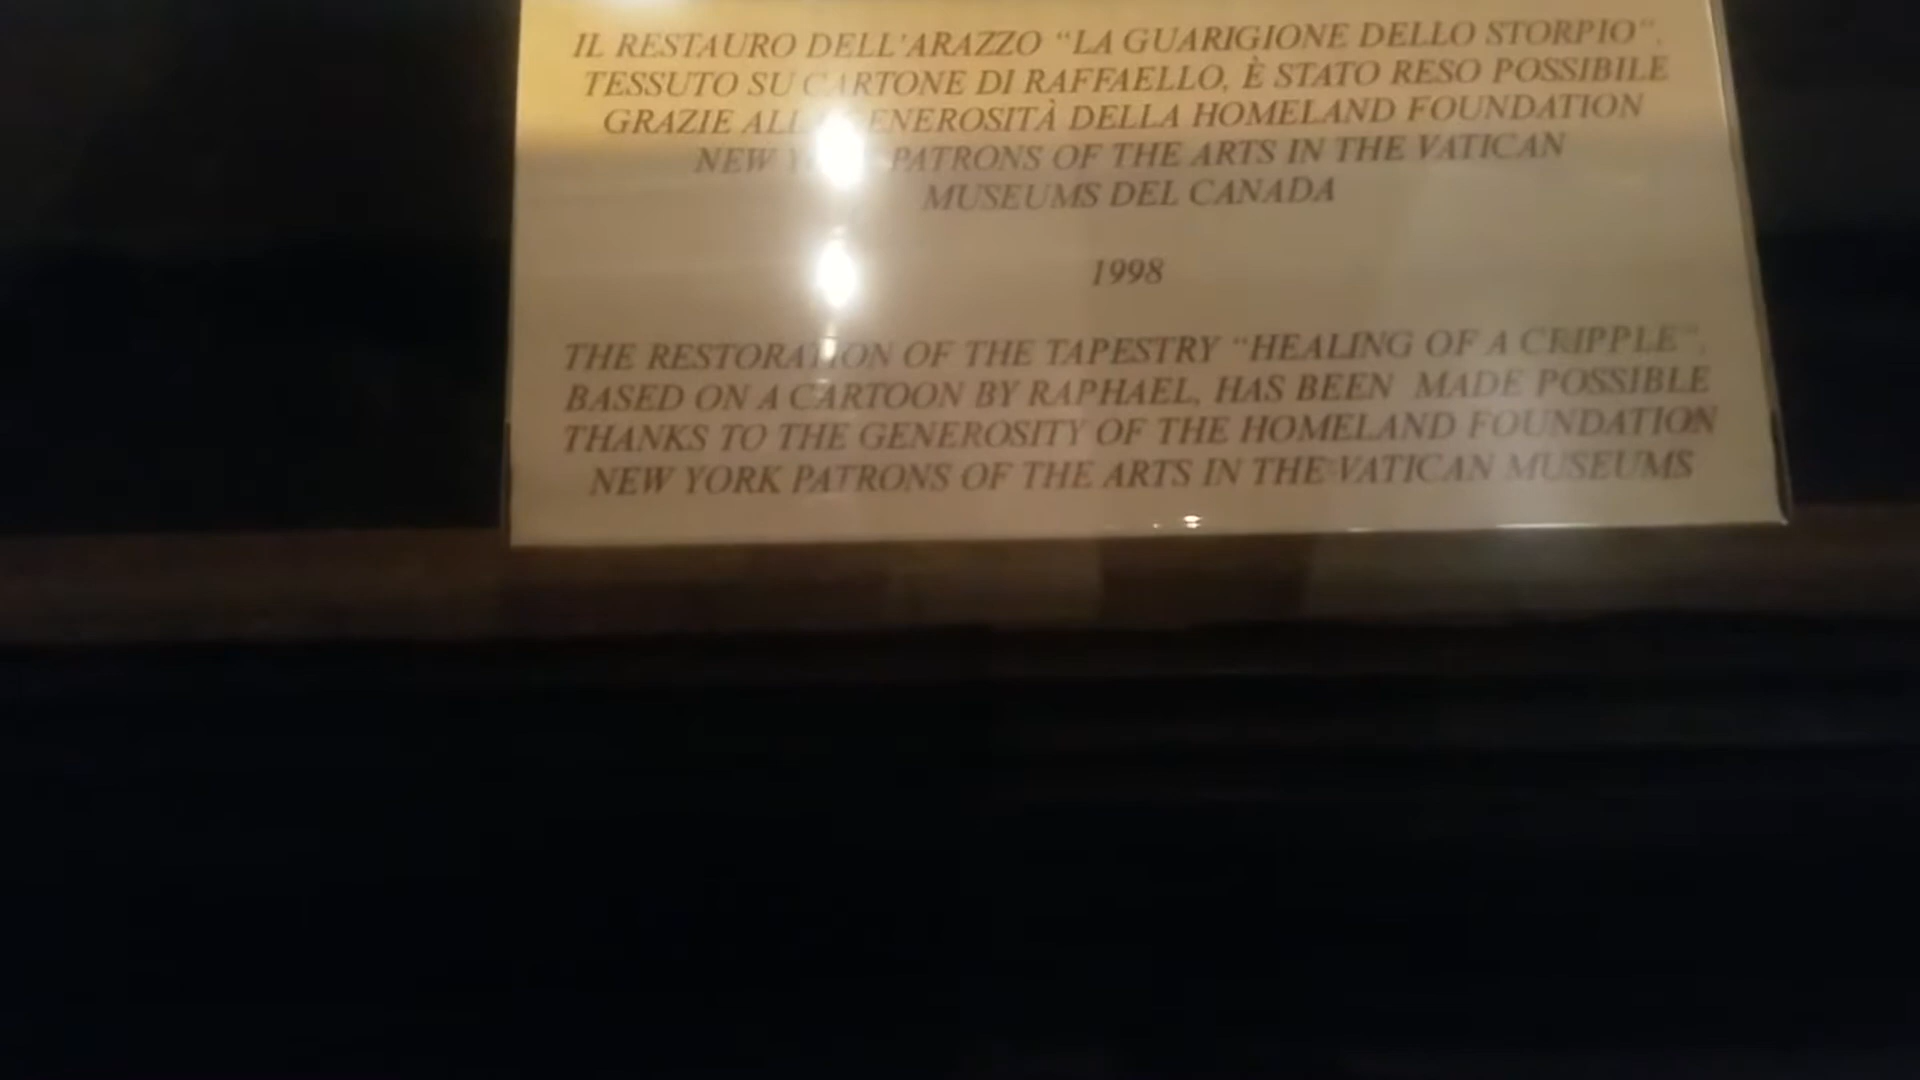 IL RESTAURO DELL'ARAZZO "LA GUARIGIONE DELLO STORPIO",
TESSUTO SU CARTONE DI RAFFAELLO, È STATO RESO POSSIBILE
GRAZIE ALLA GENEROSITÀ DELLA HOMELAND FOUNDATION
NEW YORK PATRONS OF THE ARTS IN THE VATICAN
MUSEUMS DEL CANADA
1998
THE RESTORATION OF THE TAPESTRY "HEALING OF A CRIPPLE",
BASED ON A CARTOON BY RAPHAEL, HAS BEEN MADE POSSIBLE
THANKS TO THE GENEROSITY OF THE HOMELAND FOUNDATION
NEW YORK PATRONS OF THE ARTS IN THE VATICAN MUSEUMS